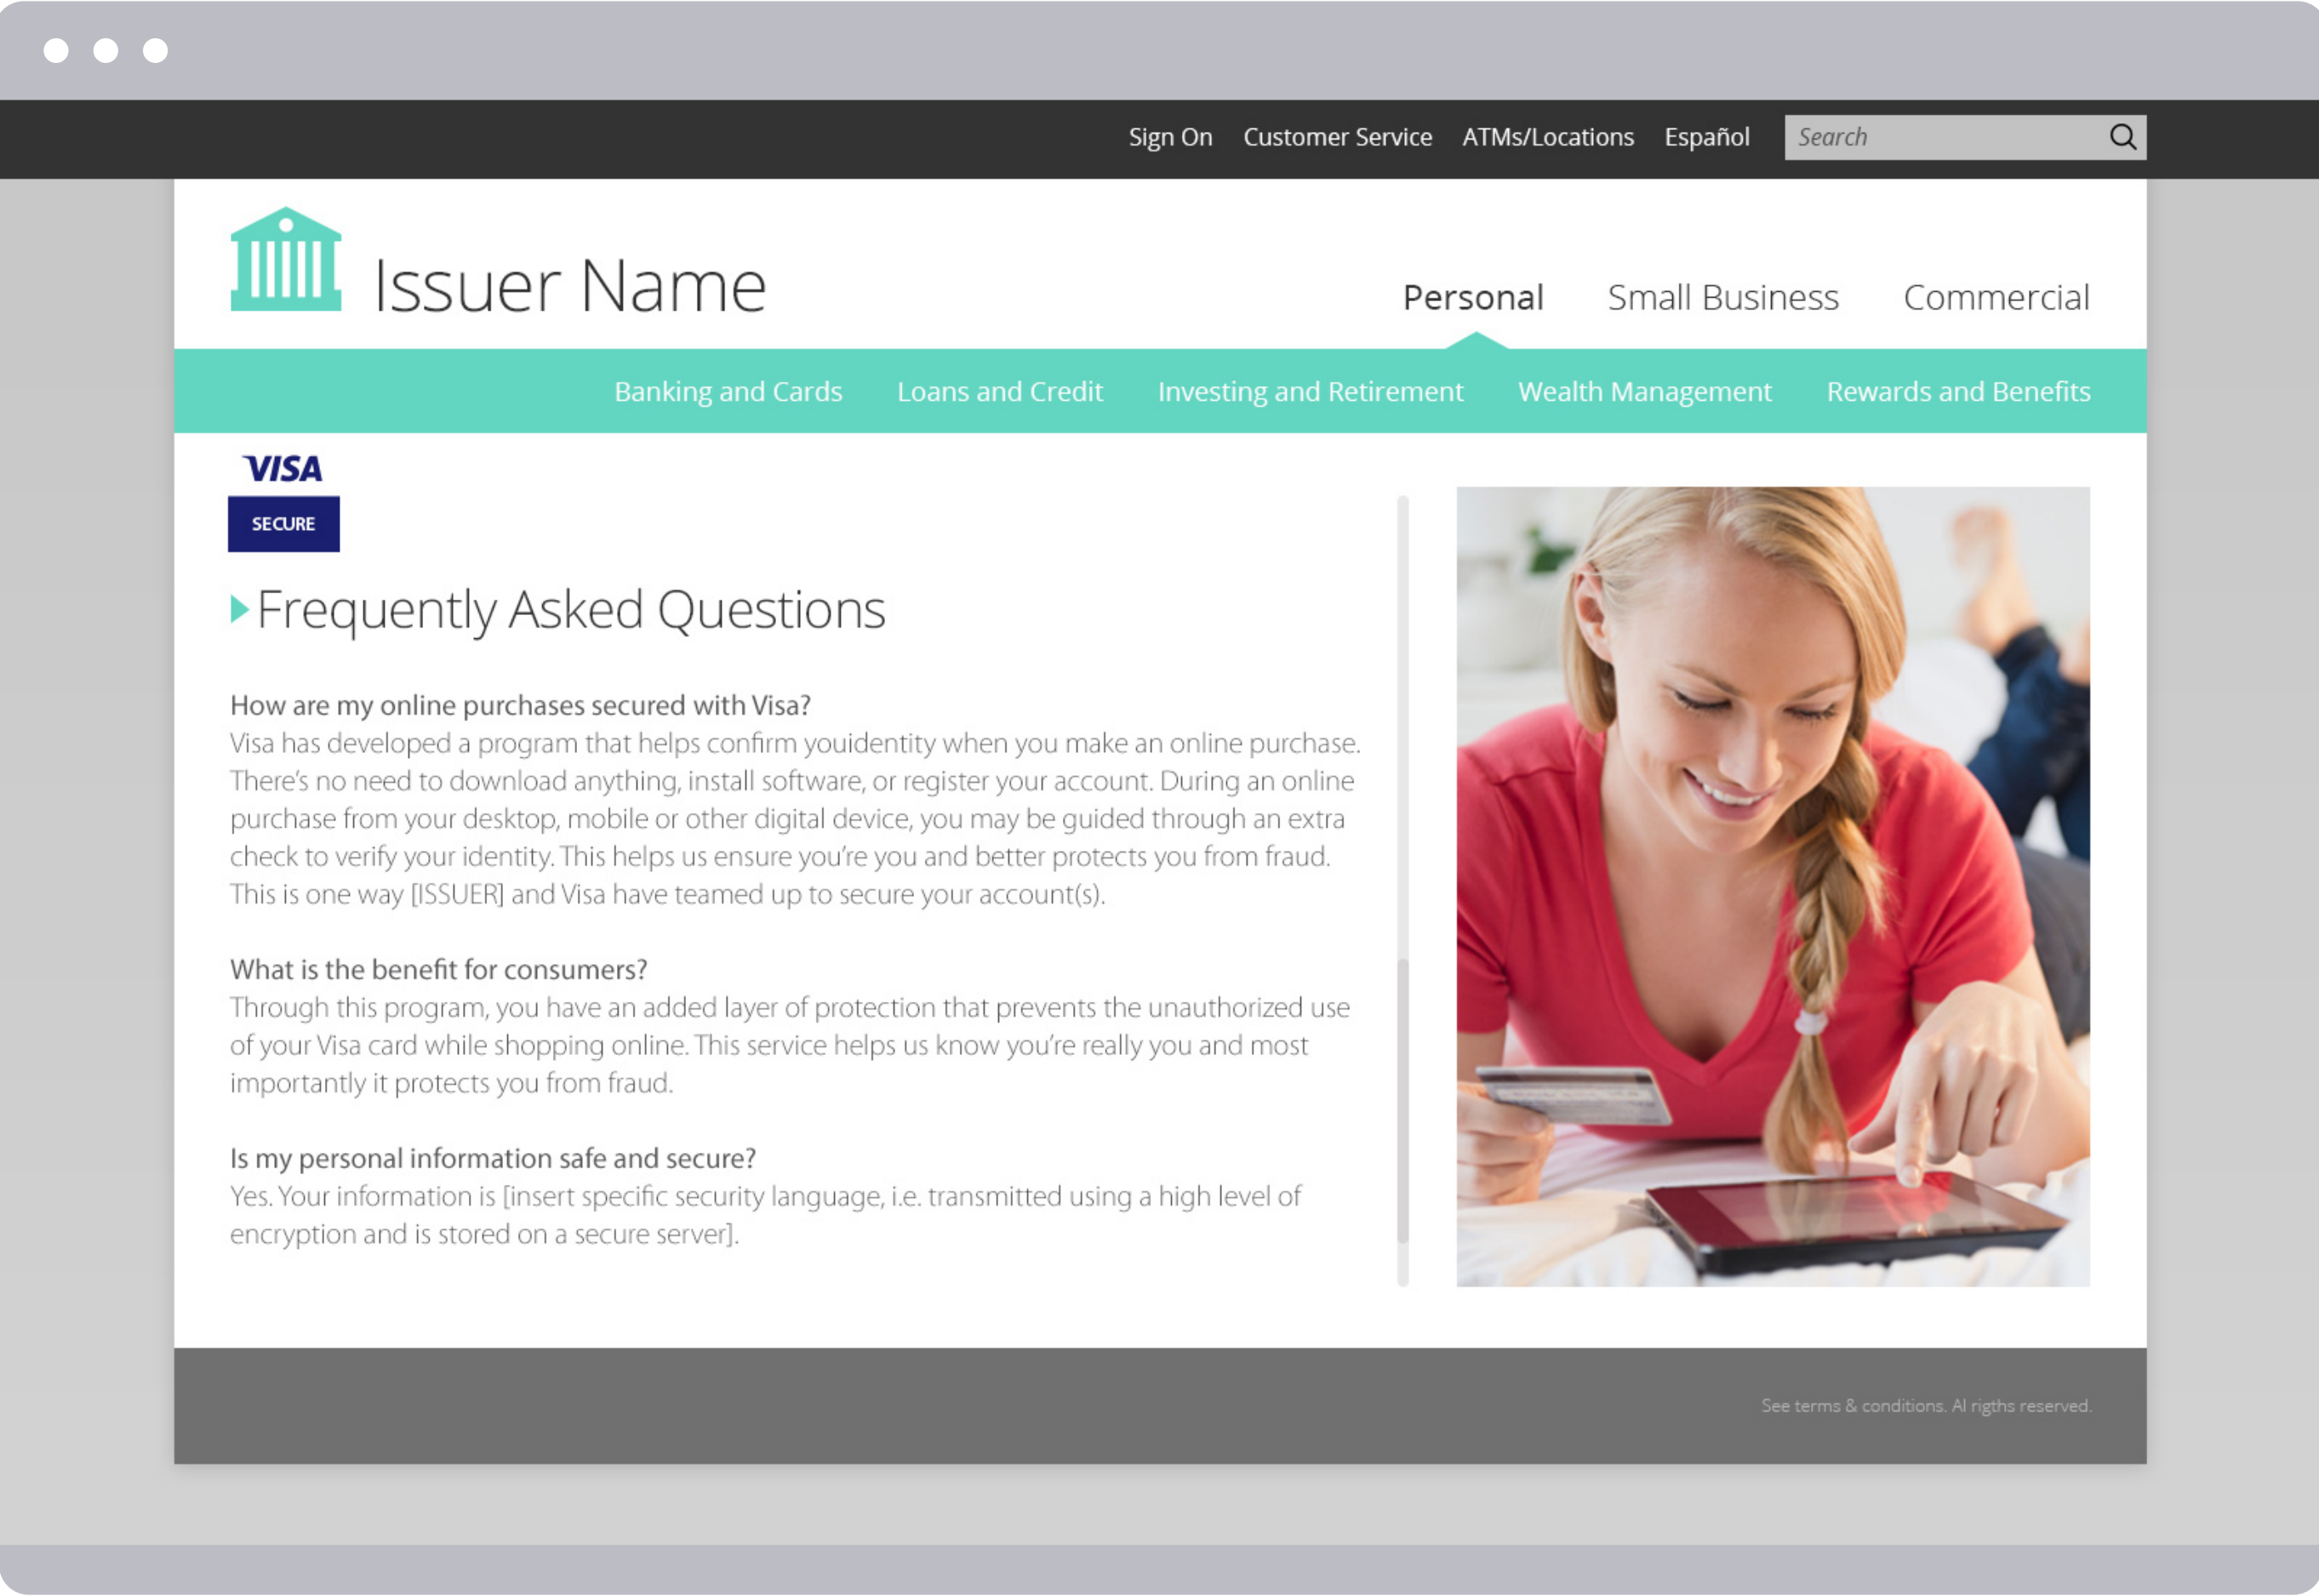 Sign On Customer Service ATMs/Locations Español Search
Issuer Name
Personal Small Business Commercial
Banking and Cards Loans and Credit Investing and Retirement Wealth Management Rewards and Benefits
VISA
SECURE
Frequently Asked Questions
How are my online purchases secured with Visa?
Visa has developed a program that helps confirm youidentity when you make an online purchase.
There's no need to download anything, install software, or register your account. During an online
purchase from your desktop, mobile or other digital device, you may be guided through an extra
check to verify your identity. This helps us ensure you're you and better protects you from fraud.
This is one way [ISSUER] and Visa have teamed up to secure your account(s).
What is the benefit for consumers?
Through this program, you have an added layer of protection that prevents the unauthorized use
of your Visa card while shopping online. This service helps us know you're really you and most
importantly it protects you from fraud.
Is my personal information safe and secure?
Yes. Your information is [insert specific security language, i.e. transmitted using a high level of
encryption and is stored on a secure server].
See terms & conditions. Al rigths reserved.